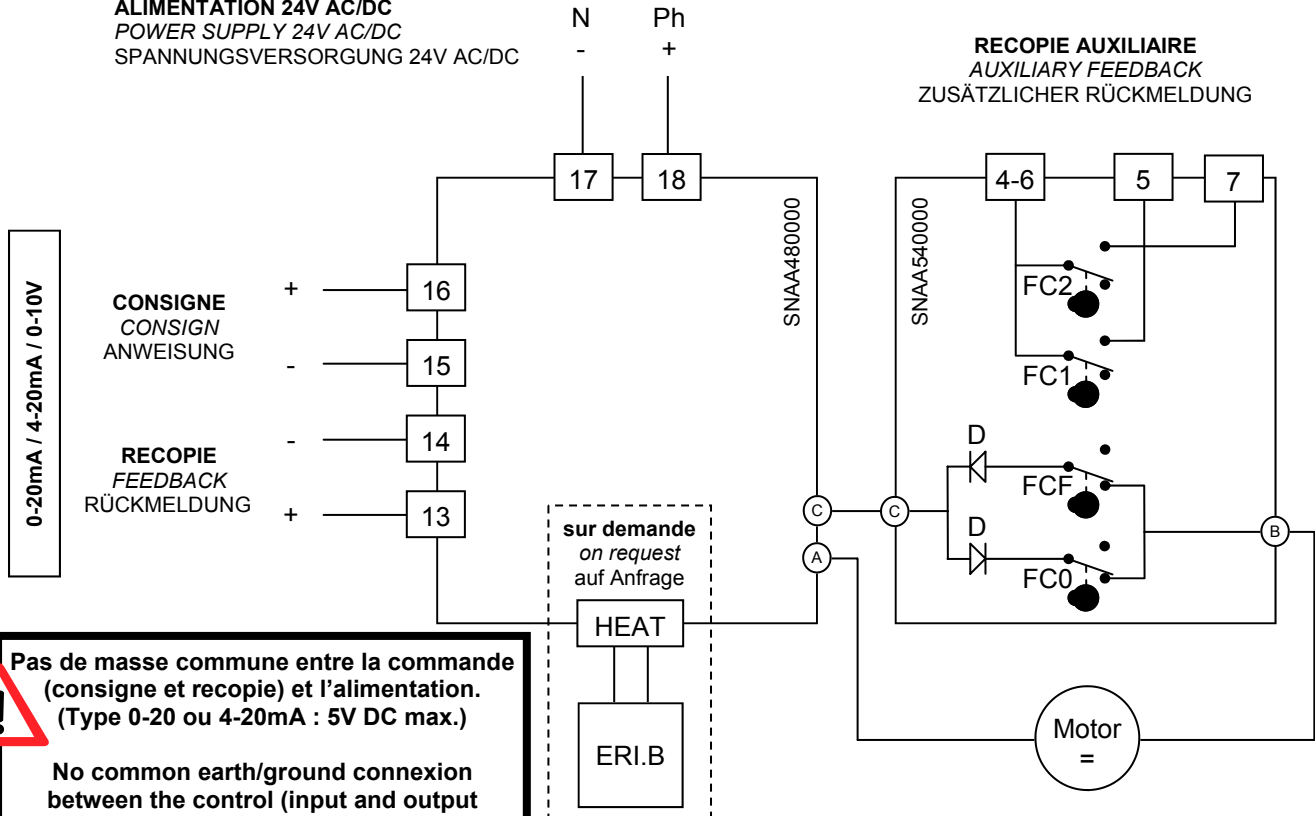 ALIMENTATION 24V AC/DC
POWER SUPPLY 24V AC/DC
SPANNUNGSVERSORGUNG 24V AC/DC
N Ph
- +
RECOPIE AUXILIAIRE
AUXILIARY FEEDBACK
ZUSÄTZLICHER RÜCKMELDUNG
17 18
4-6 5 7
SNAA480000
SNAA540000
0-20mA / 4-20mA / 0-10V
CONSIGNE
CONSIGN
ANWEISUNG
+ 16
- 15
RECOPIE
FEEDBACK
RÜCKMELDUNG
- 14
+ 13
FC2
FC1
D
FCF
D
FC0
C
C
A
B
sur demande
on request
auf Anfrage
HEAT
ERI.B
Motor
=
!
Pas de masse commune entre la commande
(consigne et recopie) et l'alimentation.
(Type 0-20 ou 4-20mA : 5V DC max.)
No common earth/ground connexion
between the control (input and output